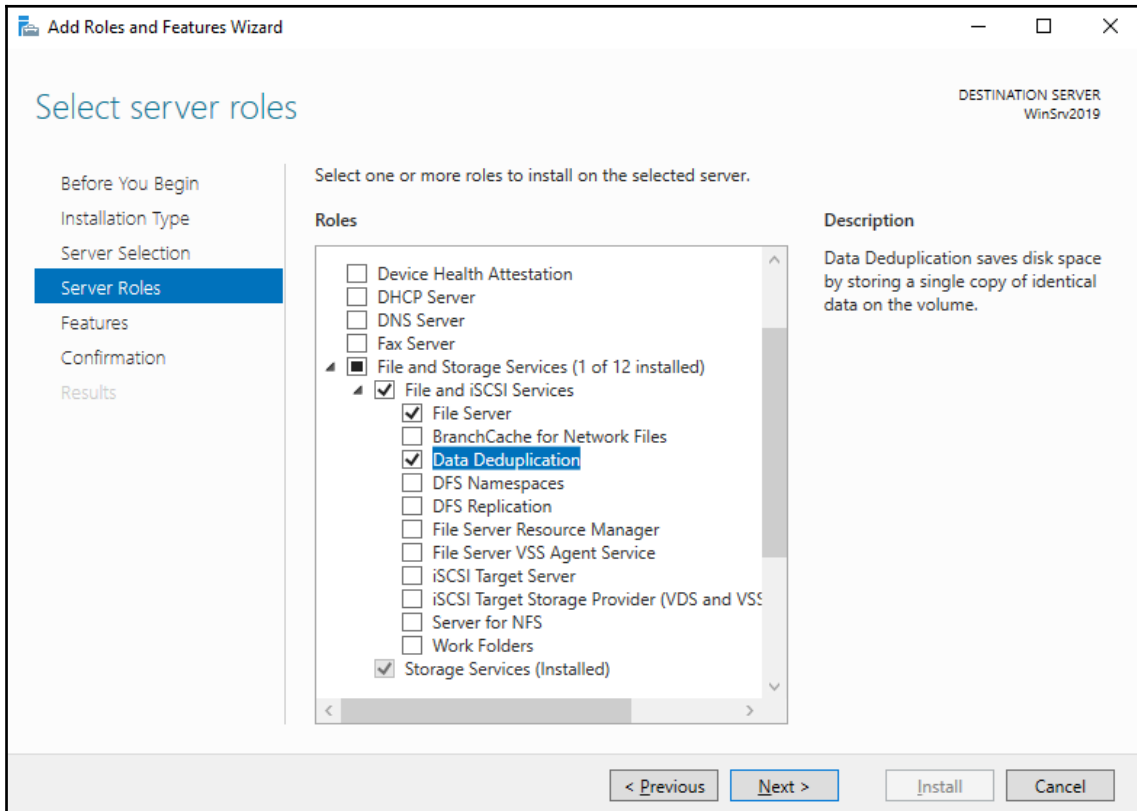 Add Roles and Features Wizard
Select server roles
DESTINATION SERVER
WinSrv2019
Before You Begin
Installation Type
Server Selection
Server Roles
Features
Confirmation
Results
Select one or more roles to install on the selected server.
Roles
Device Health Attestation
DHCP Server
DNS Server
Fax Server
File and Storage Services (1 of 12 installed)
File and iSCSI Services
File Server
BranchCache for Network Files
Data Deduplication
DFS Namespaces
DFS Replication
File Server Resource Manager
File Server VSS Agent Service
iSCSI Target Server
iSCSI Target Storage Provider (VDS and VSS
Server for NFS
Work Folders
Storage Services (Installed)
Description
Data Deduplication saves disk space
by storing a single copy of identical
data on the volume.
< Previous
Next >
Install
Cancel